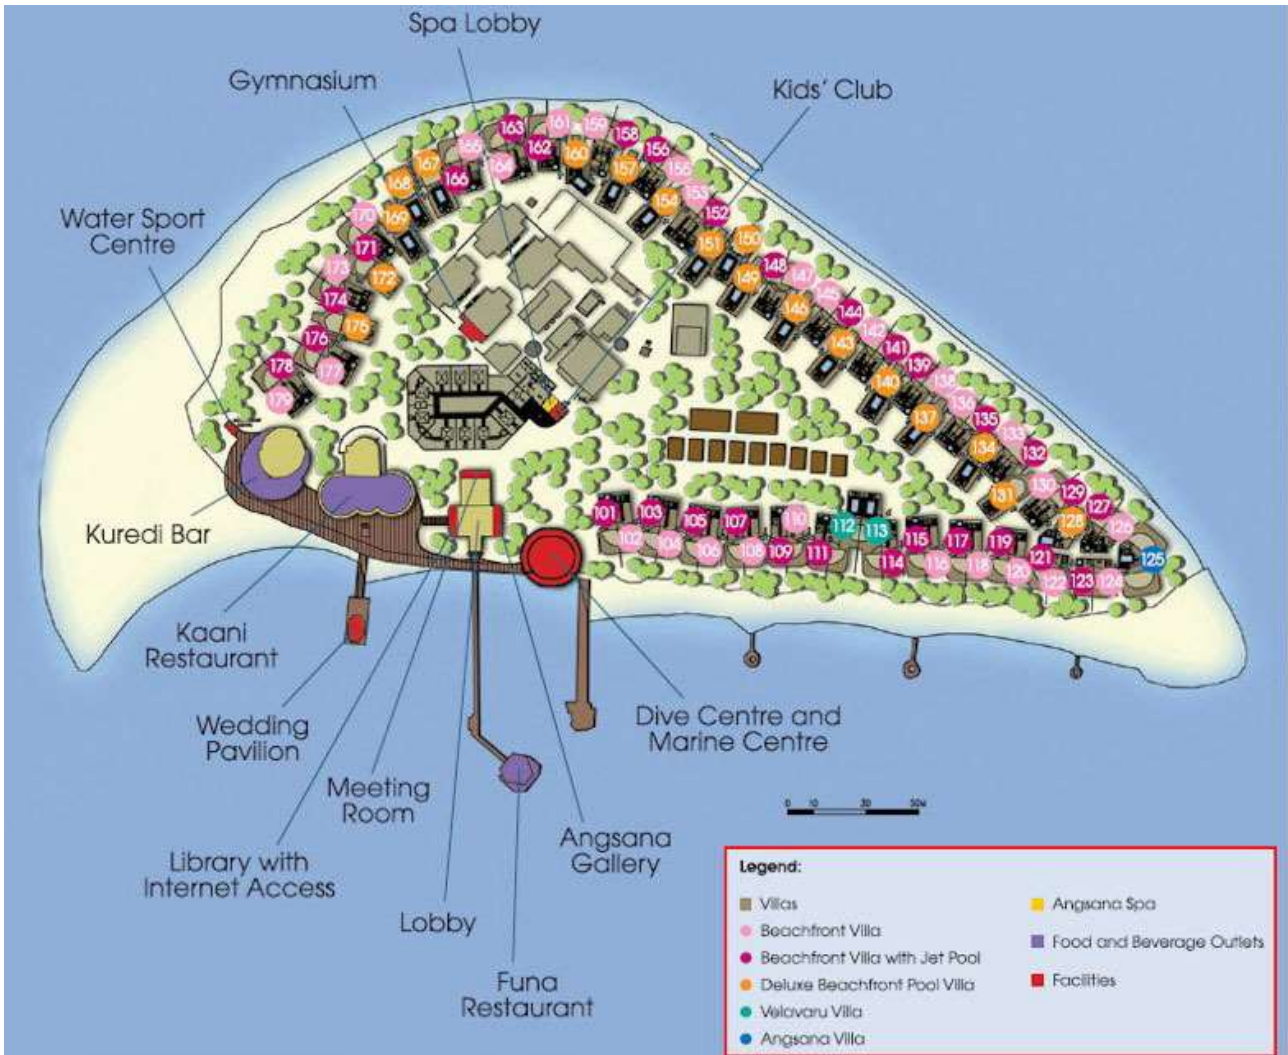 Spa Lobby
Gymnasium
Kids' Club
Water Sport
Centre
161
159
163
158
165
162
160
156
167
164
157
155
168
166
153
154
152
170
169
151
150
171
148
173
172
149
147
145
174
146
144
175
142
176
143
141
139
178
177
138
140
179
136
137
135
133
134
132
130
129
131
127
101
103
105
107
110
112
113
128
126
102
104
106
108
109
111
115
117
119
121
125
114
116
118
120
122
123
124
Kuredi Bar
Kaani
Restaurant
Wedding
Pavilion
Dive Centre and
Marine Centre
Meeting
Room
Angsana
Gallery
Library with
Internet Access
Lobby
Funa
Restaurant
0 10 30 50M
Legend:
Villas
Beachfront Villa
Beachfront Villa with Jet Pool
Deluxe Beachfront Pool Villa
Velavaru Villa
Angsana Villa
Angsana Spa
Food and Beverage Outlets
Facilities